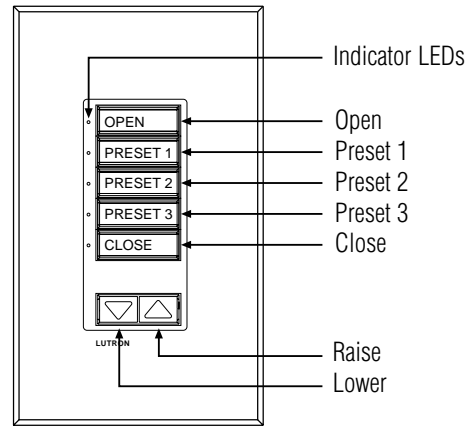 Indicator LEDs
OPEN
Open
PRESET 1
Preset 1
PRESET 2
Preset 2
PRESET 3
Preset 3
CLOSE
Close
LUTRON
Raise
Lower